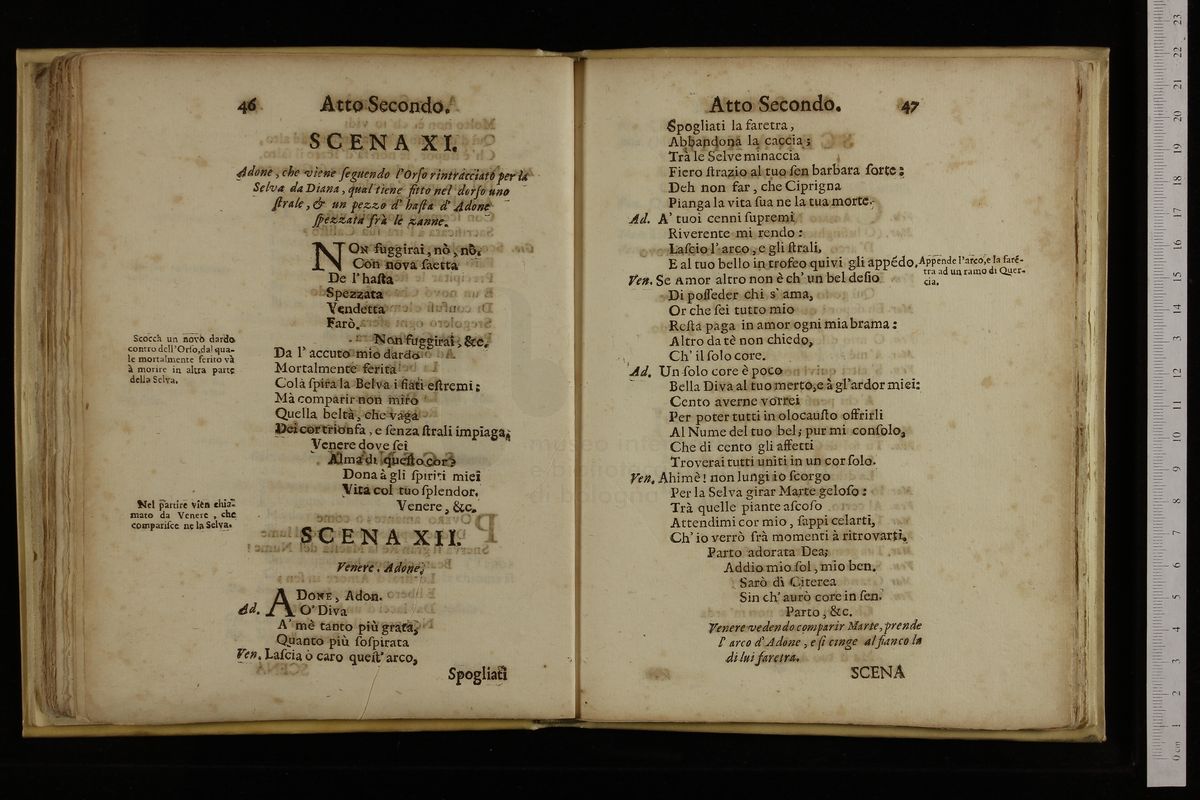 46 Atto Secondo.
SCENA XI.
Adone, che viene ſeguendo l'Orſo rintracciato per la
Selva da Diana, qual tiene fitto nel dorſo uno
ſtrale, & un pezzo d' haſta d' Adone
ſpezzata frà le zanne.
NON fuggirai, nò, nò,
Con nova ſaetta
De l' haſta
Spezzata
Vendetta
Farò.
Non fuggirai, &c.
Scocch un novo dardo
contro dell'Orſo, dal qua-
le mortalmente ferito và
à morire in altra parte
della Selva.
Da l' accuto mio dardo
Mortalmente ferita
Colà ſpira la Belva i fiati eſtremi;
Mà comparir non miro
Quella beltà, che vaga
Dei cor trionfa, e ſenza ſtrali impiaga,
Venere dove ſei
Alma di queſto cor?
Dona à gli ſpiriti miei
Vita col tuo ſplendor.
Venere, &c.
Nel partire vien chia-
mato da Venere, che
compariſce ne la Selva.
SCENA XII.
Venere. Adone.
ADONE, Adon.
Ad. O' Diva
A' mè tanto più grata,
Quanto più ſoſpirata
Ven. Laſcia ò caro queſt' arco,
Spogliati
Atto Secondo. 47
Spogliati la faretra,
Abbandona la caccia;
Trà le Selve minaccia
Fiero ſtrazio al tuo ſen barbara ſorte;
Deh non far, che Ciprigna
Pianga la vita ſua ne la tua morte.
Ad. A' tuoi cenni ſupremi
Riverente mi rendo:
Laſcio l' arco, e gli ſtrali,
E al tuo bello in trofeo quivi gli appédo,
Appende l'arco, e la faré-
tra ad un ramo di Quer-
cia.
Ven. Se Amor altro non è ch' un bel deſio
Di poſſeder chi s' ama,
Or che ſei tutto mio
Reſta paga in amor ogni mia brama:
Altro da tè non chiedo,
Ch' il ſolo core.
Ad. Un ſolo core è poco
Bella Diva al tuo merto, e à gl'ardor miei:
Cento averne vorrei
Per poter tutti in olocauſto offrirli
Al Nume del tuo bel; pur mi conſolo,
Che di cento gli affetti
Troverai tutti uniti in un cor ſolo.
Ven. Ahimè! non lungi io ſcorgo
Per la Selva girar Marte geloſo:
Trà quelle piante aſcoſo
Attendimi cor mio, ſappi celarti,
Ch' io verrò frà momenti à ritrovarti,
Parto adorata Dea;
Addio mio ſol, mio ben.
Sarò di Citerea
Sin ch' aurò core in ſen.
Parto, &c.
Venere vedendo comparir Marte, prende
l' arco d' Adone, e ſi cinge al fianco la
di lui faretra.
SCENA